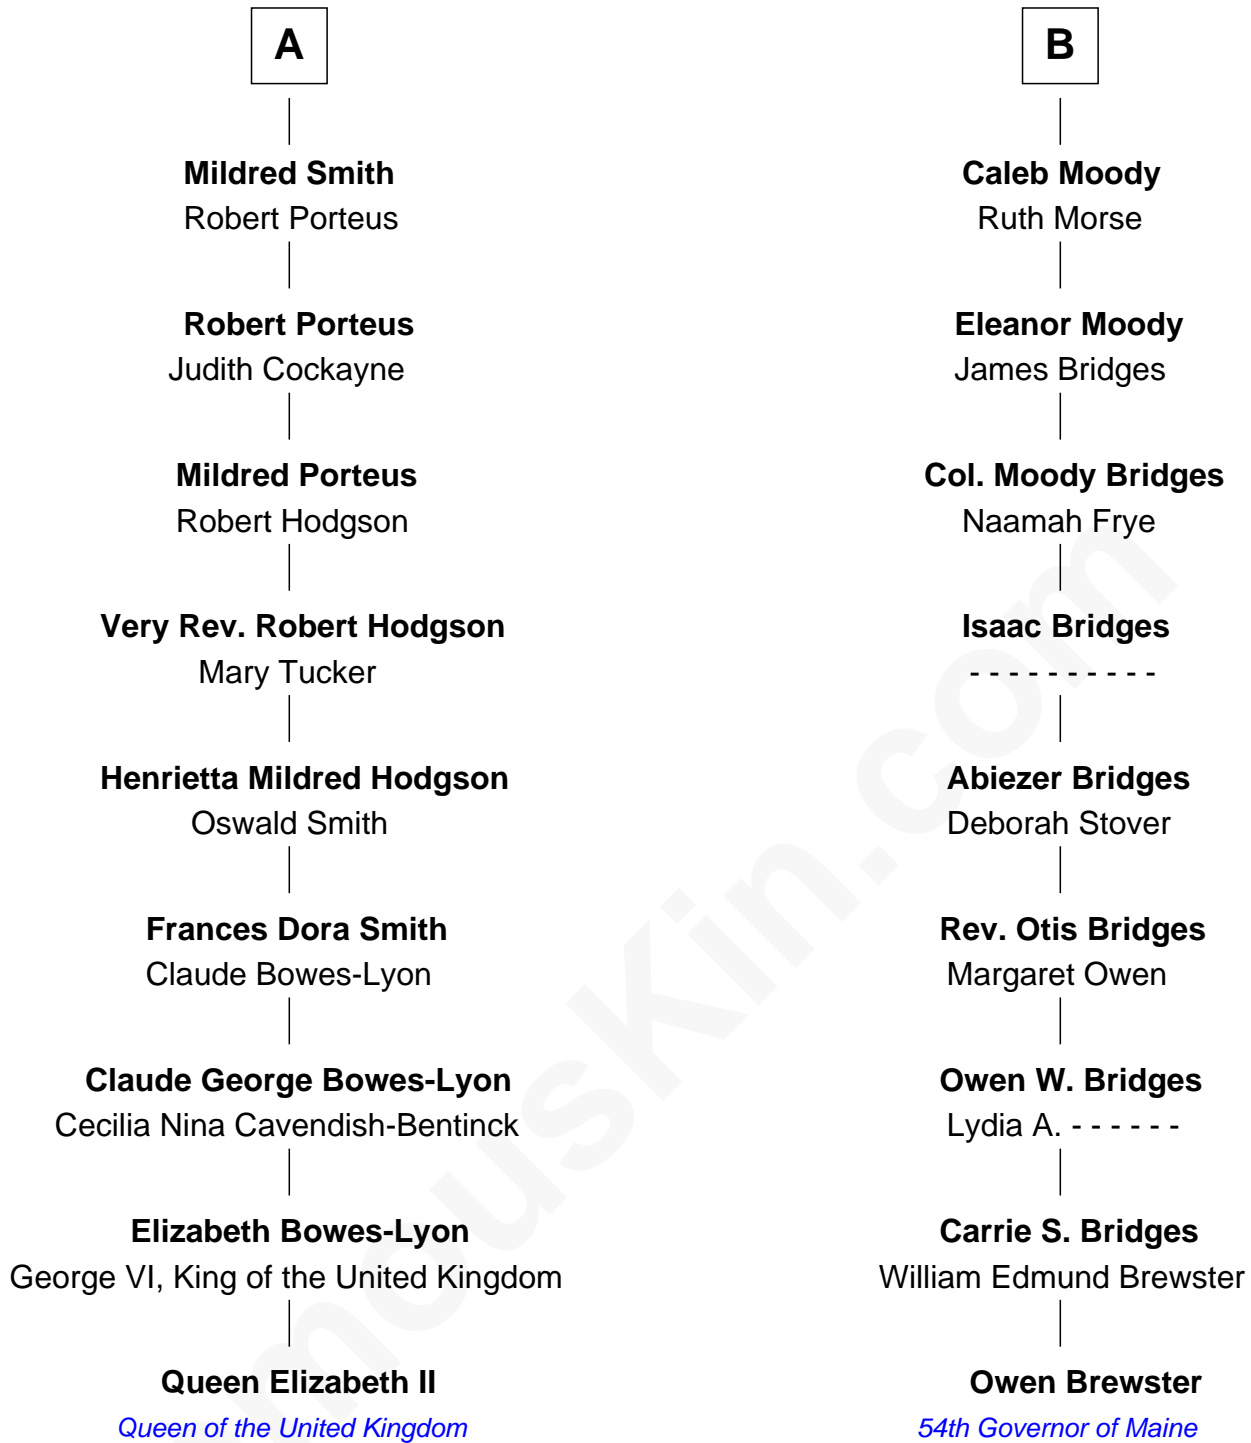 A
Mildred Smith
Robert Porteus
Robert Porteus
Judith Cockayne
Mildred Porteus
Robert Hodgson
Very Rev. Robert Hodgson
Mary Tucker
Henrietta Mildred Hodgson
Oswald Smith
Frances Dora Smith
Claude Bowes-Lyon
Claude George Bowes-Lyon
Cecilia Nina Cavendish-Bentinck
Elizabeth Bowes-Lyon
George VI, King of the United Kingdom
Queen Elizabeth II
Queen of the United Kingdom
B
Caleb Moody
Ruth Morse
Eleanor Moody
James Bridges
Col. Moody Bridges
Naamah Frye
Isaac Bridges
- - - - - - - - - -
Abiezer Bridges
Deborah Stover
Rev. Otis Bridges
Margaret Owen
Owen W. Bridges
Lydia A. - - - - - -
Carrie S. Bridges
William Edmund Brewster
Owen Brewster
54th Governor of Maine
mousKin.com